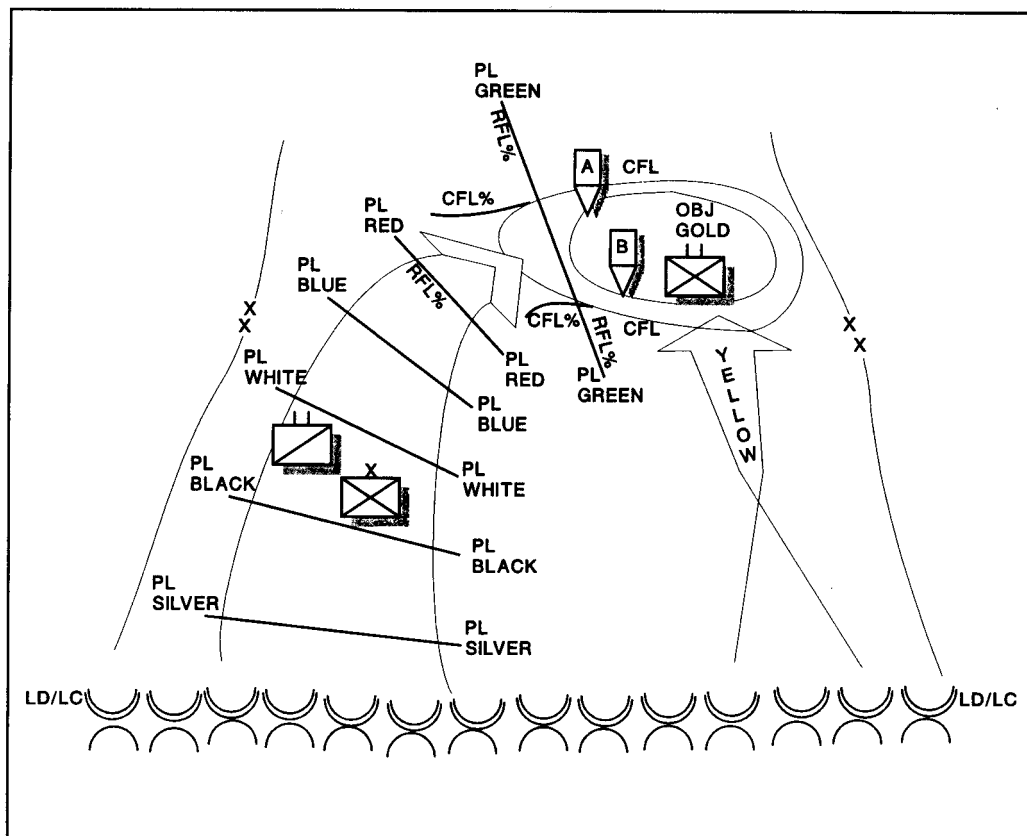 PL
GREEN
RFL%
A
CFL
CFL%
OBJ
GOLD
PL
RED
B
RFL%
PL
BLUE
CFL%
CFL
RFL%
X
X
X
X
PL
WHITE
PL
RED
PL
GREEN
YELLOW
PL
BLUE
PL
BLACK
X
PL
WHITE
PL
BLACK
PL
SILVER
PL
SILVER
LD/LC
LD/LC